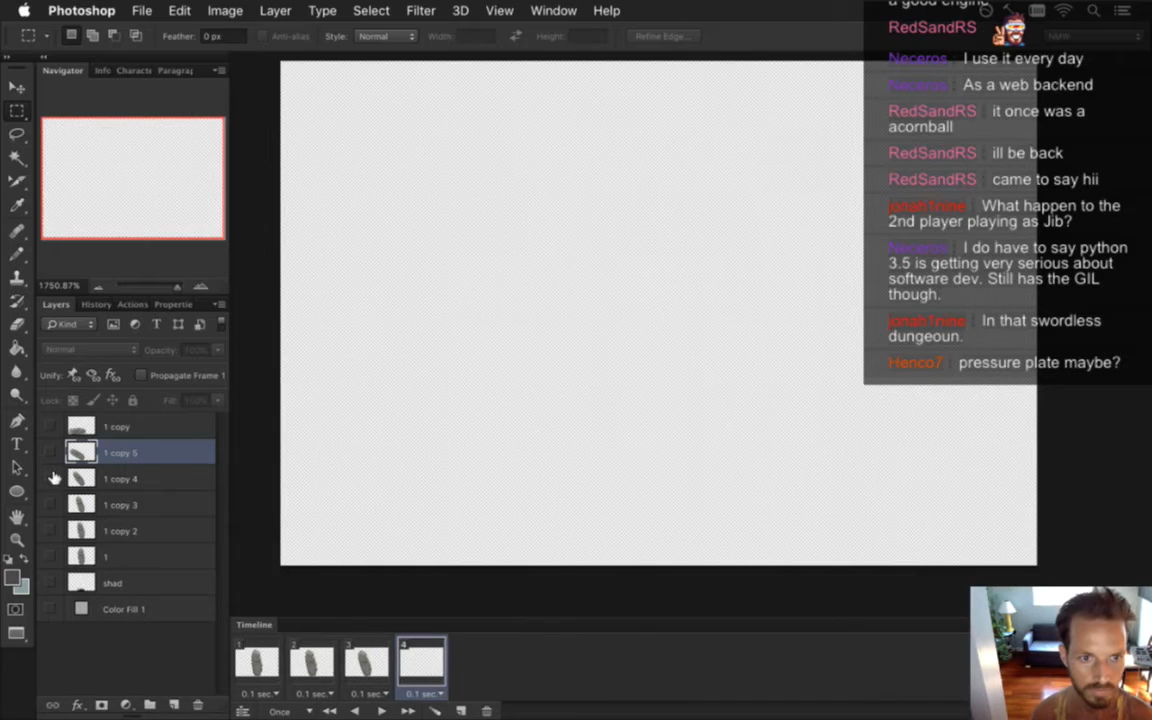 Photoshop File Edit Image Layer Type Select Filter 3D View Window Help
Feather: 0 px Anti-alias Style: Normal Width: Height: Refine Edge...
Navigator Info Characte Paragraj
1750.87%
Layers History Actions Propertie
Kind
Normal Opacity: 100%
Unify: Propagate Frame 1
Lock: Fill: 100%
1 copy
1 copy 5
1 copy 4
1 copy 3
1 copy 2
1
shad
Color Fill 1
Timeline
1 2 3 4
0.1 sec. 0.1 sec. 0.1 sec. 0.1 sec.
Once
a good engine
RedSandRS
Neceros I use it every day
Neceros As a web backend
RedSandRS it once was a
acornball
RedSandRS ill be back
RedSandRS came to say hii
jonah1nine What happen to the
2nd player playing as Jib?
Neceros I do have to say python
3.5 is getting very serious about
software dev. Still has the GIL
though.
jonah1nine In that swordless
dungeoun.
Henco7 pressure plate maybe?